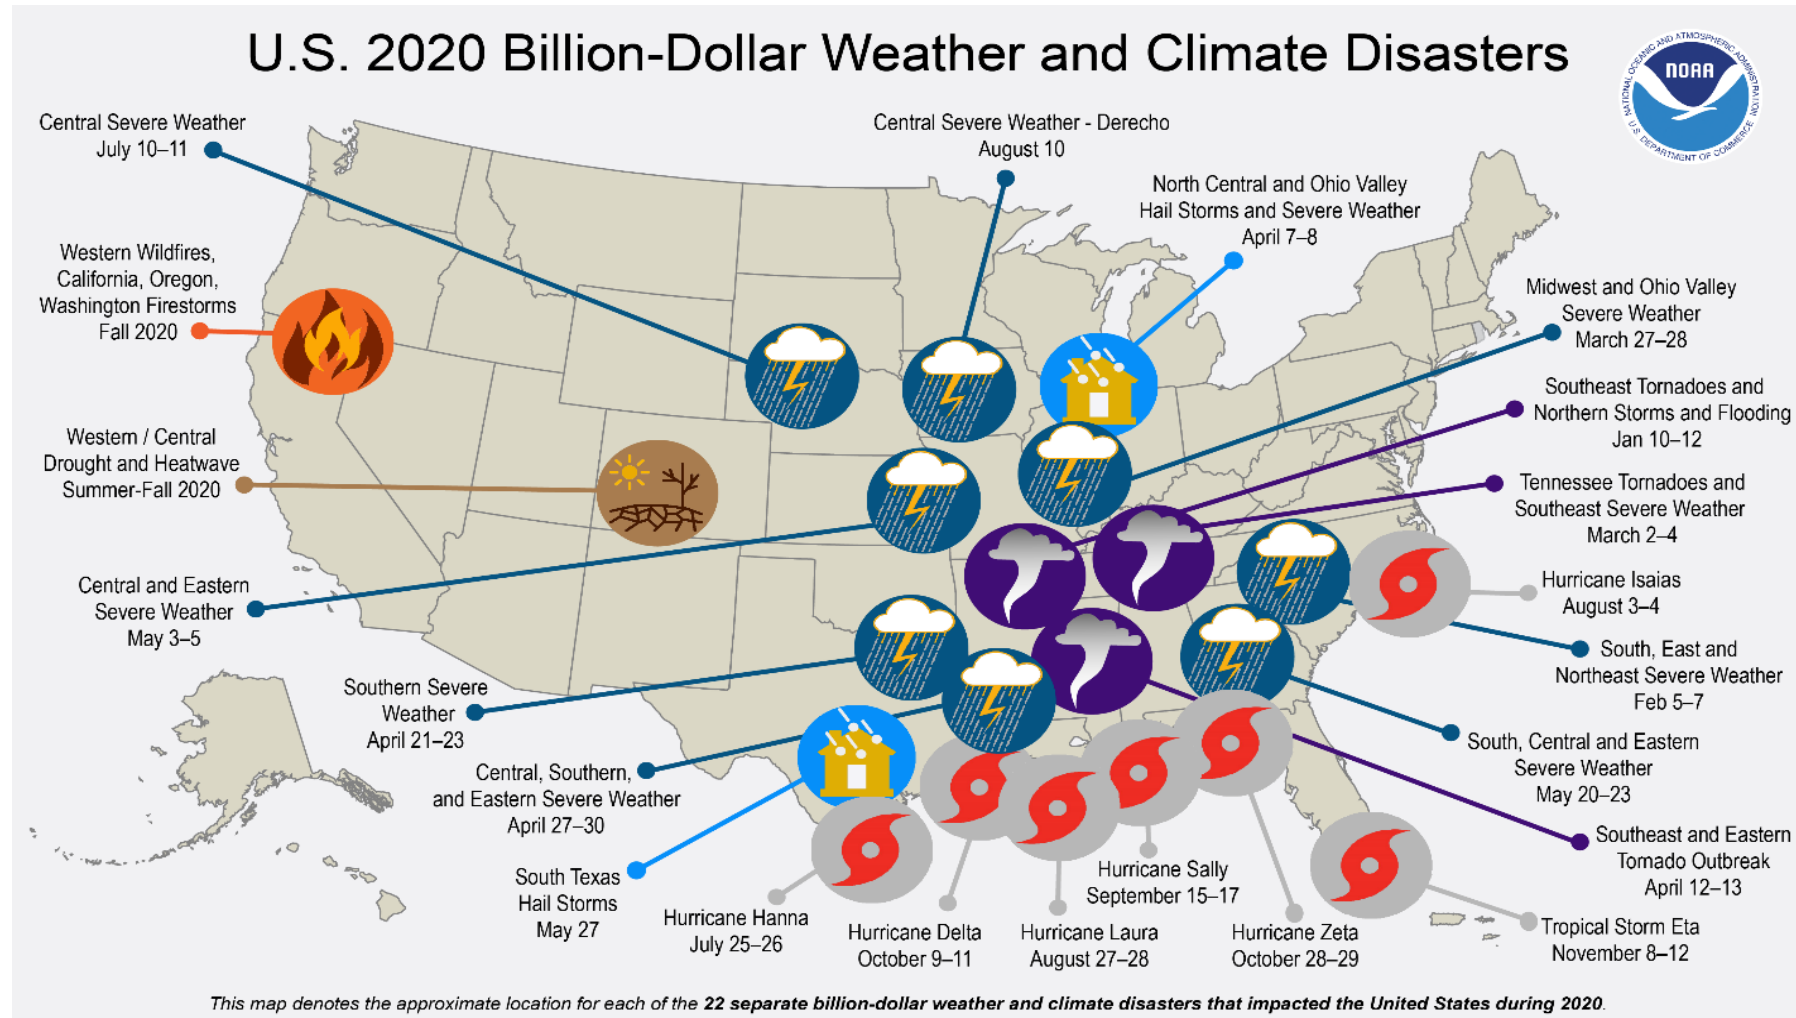 U.S. 2020 Billion-Dollar Weather and Climate Disasters
NATIONAL OCEANIC AND ATMOSPHERIC ADMINISTRATION
NOAA
U.S. DEPARTMENT OF COMMERCE
Central Severe Weather
July 10–11
Central Severe Weather - Derecho
August 10
North Central and Ohio Valley
Hail Storms and Severe Weather
April 7–8
Western Wildfires,
California, Oregon,
Washington Firestorms
Fall 2020
Midwest and Ohio Valley
Severe Weather
March 27–28
Southeast Tornadoes and
Northern Storms and Flooding
Jan 10–12
Western / Central
Drought and Heatwave
Summer-Fall 2020
Tennessee Tornadoes and
Southeast Severe Weather
March 2–4
Central and Eastern
Severe Weather
May 3–5
Hurricane Isaias
August 3–4
South, East and
Northeast Severe Weather
Feb 5–7
Southern Severe
Weather
April 21–23
South, Central and Eastern
Severe Weather
May 20–23
Central, Southern,
and Eastern Severe Weather
April 27–30
Southeast and Eastern
Tornado Outbreak
April 12–13
South Texas
Hail Storms
May 27
Hurricane Hanna
July 25–26
Hurricane Delta
October 9–11
Hurricane Laura
August 27–28
Hurricane Sally
September 15–17
Hurricane Zeta
October 28–29
Tropical Storm Eta
November 8–12
This map denotes the approximate location for each of the 22 separate billion-dollar weather and climate disasters that impacted the United States during 2020.